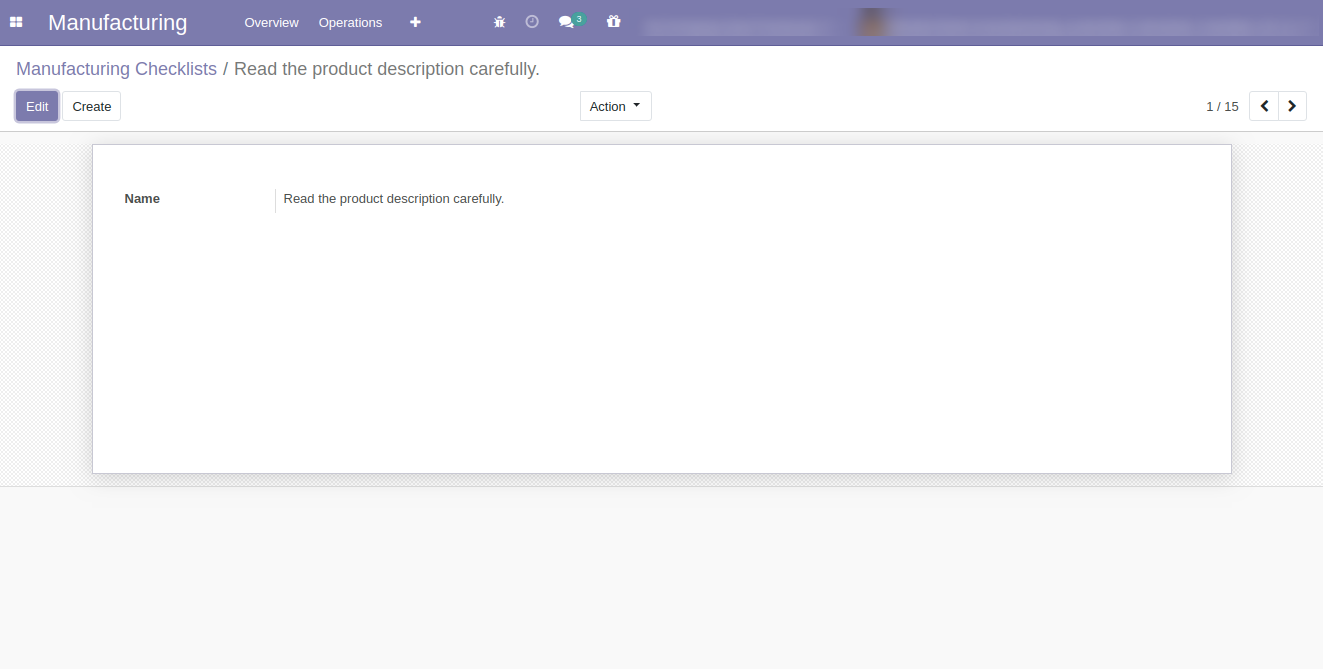 Manufacturing Overview Operations 3
Manufacturing Checklists / Read the product description carefully.
Edit Create Action 1 / 15
Name Read the product description carefully.